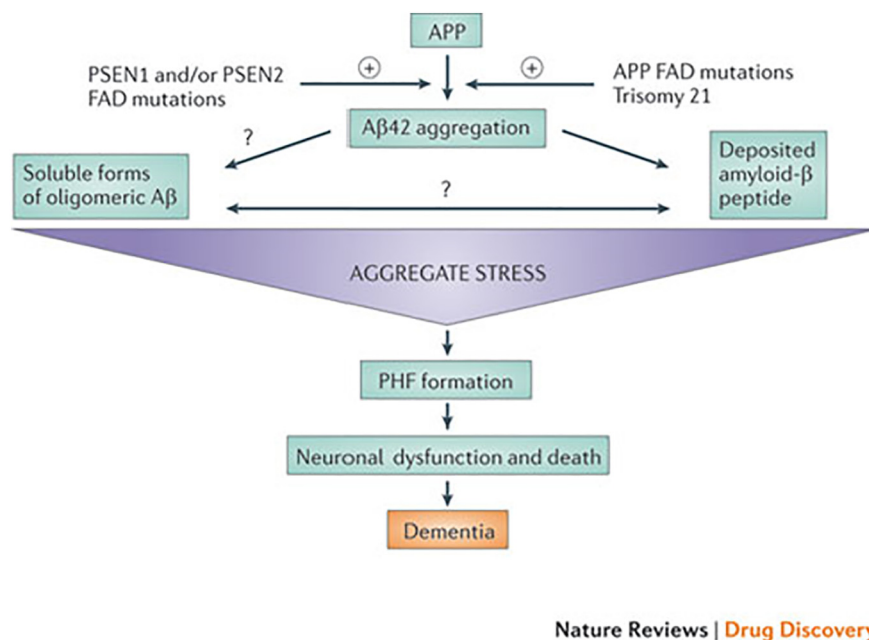 APP
PSEN1 and/or PSEN2
FAD mutations
+
+
APP FAD mutations
Trisomy 21
Aβ42 aggregation
?
Soluble forms
of oligomeric Aβ
?
Deposited
amyloid-β
peptide
AGGREGATE STRESS
PHF formation
Neuronal dysfunction and death
Dementia
Nature Reviews | Drug Discovery